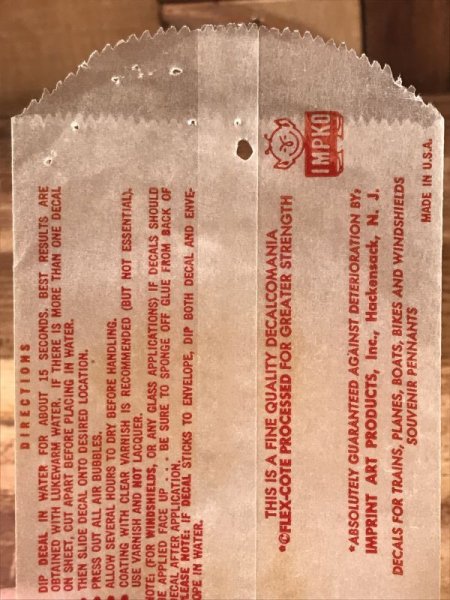 DIRECTIONS
DIP DECAL IN WATER FOR ABOUT 15 SECONDS, BEST RESULTS ARE
OBTAINED WITH LUKEWARM WATER. IF THERE IS MORE THAN ONE DECAL
ON SHEET, CUT APART BEFORE PLACING IN WATER.
THEN SLIDE DECAL ONTO DESIRED LOCATION.
• PRESS OUT ALL AIR BUBBLES.
• ALLOW SEVERAL HOURS TO DRY BEFORE HANDLING.
• COATING WITH CLEAR VARNISH IS RECOMMENDED (BUT NOT ESSENTIAL),
USE VARNISH AND NOT LACQUER.
NOTE: (FOR WINDSHIELDS, OR ANY GLASS APPLICATIONS) IF DECALS SHOULD
BE APPLIED FACE UP . . . BE SURE TO SPONGE OFF GLUE FROM BACK OF
DECAL AFTER APPLICATION.
PLEASE NOTE: IF DECAL STICKS TO ENVELOPE, DIP BOTH DECAL AND ENVE-
OPE IN WATER.
IMPKO
THIS IS A FINE QUALITY DECALCOMANIA
•©FLEX-COTE PROCESSED FOR GREATER STRENGTH
*ABSOLUTELY GUARANTEED AGAINST DETERIORATION BY,
IMPRINT ART PRODUCTS, Inc., Hackensack, N. J.
DECALS FOR TRAINS, PLANES, BOATS, BIKES AND WINDSHIELDS
SOUVENIR PENNANTS
MADE IN U.S.A.